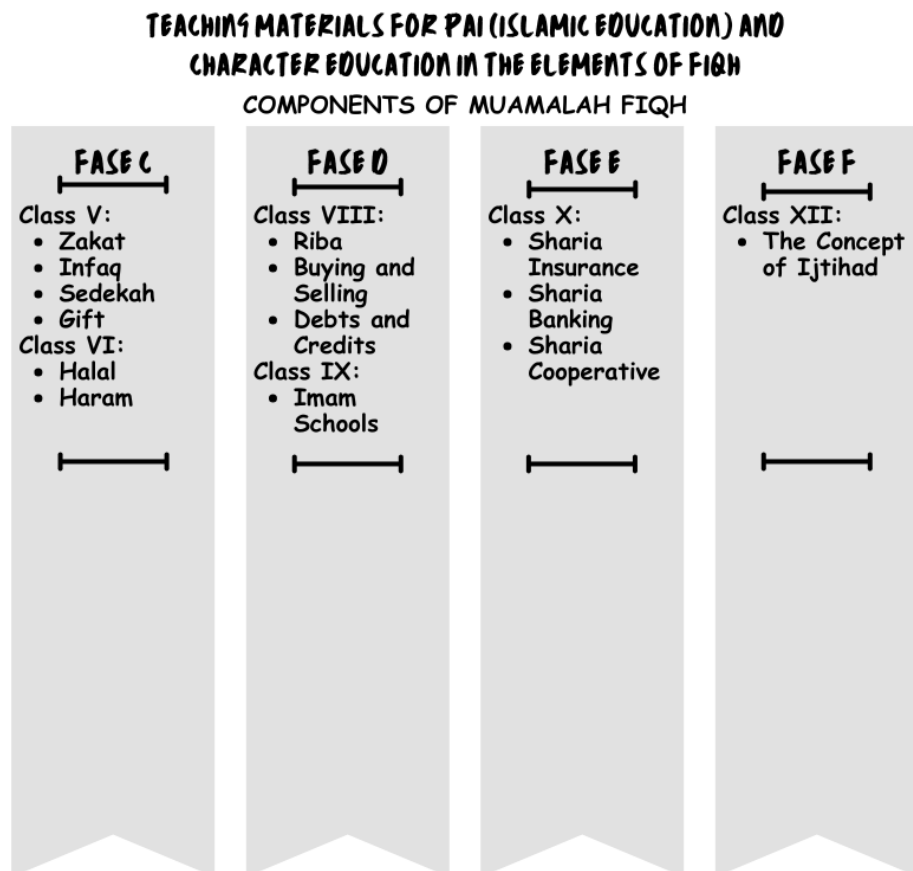 TEACHING MATERIALS FOR PAI (ISLAMIC EDUCATION) AND
CHARACTER EDUCATION IN THE ELEMENTS OF FIQH
COMPONENTS OF MUAMALAH FIQH
FASE C
Class V:
• Zakat
• Infaq
• Sedekah
• Gift
Class VI:
• Halal
• Haram
FASE D
Class VIII:
• Riba
• Buying and
Selling
• Debts and
Credits
Class IX:
• Imam
Schools
FASE E
Class X:
• Sharia
Insurance
• Sharia
Banking
• Sharia
Cooperative
FASE F
Class XII:
• The Concept
of Ijtihad